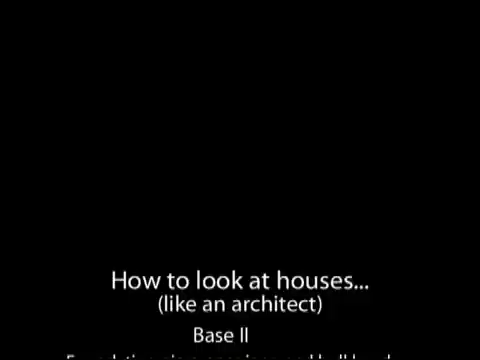 How to look at houses...
(like an architect)
Base II